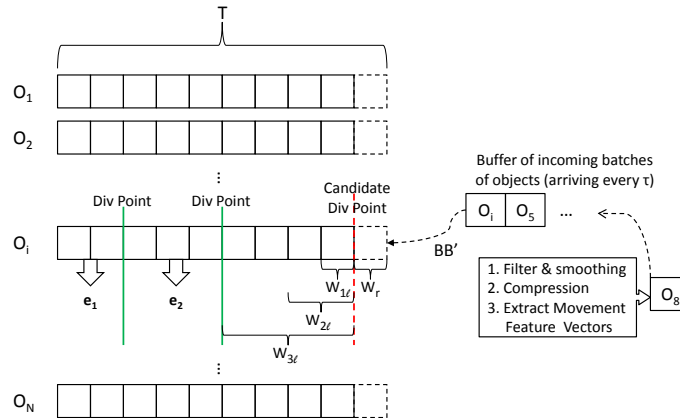 T
O1
O2
...
Div Point Div Point Candidate Div Point
Buffer of incoming batches
of objects (arriving every τ)
Oi O5 ...
Oi
BB'
e1 e2
W1ℓ Wr
W2ℓ
W3ℓ
1. Filter & smoothing
2. Compression
3. Extract Movement
Feature Vectors
O8
...
ON